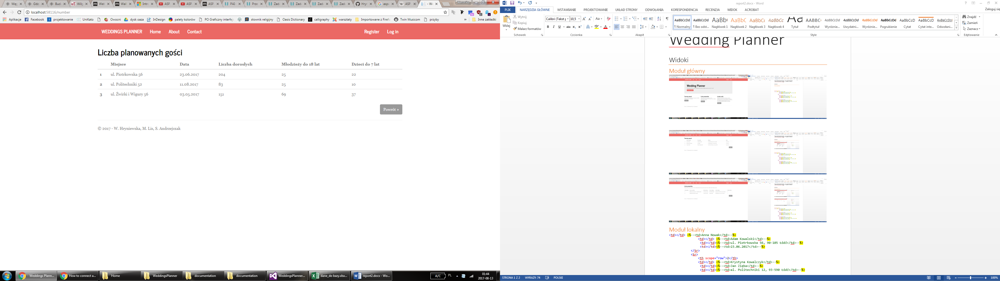 Węg
Gdzi
Bud
Wilg
Wel
Wal
Intro
ASP
ASP
ASP
PAI-
Prze
Zad
Zad
Zad
Hry
asp
ASP
- We
Weronika
localhost:58116/number
Aplikacje
Facebook
projektowanie
UniKato
Owocni
dysk oaza
InDesign
palety kolorów
PO Graficzny interfejs
słownik religijny
Oasis Dictionary
calligraphy
warsztaty
Importowane z Firefo
Twin Musicom
przyby
»
Inne zakładki
WEDDINGS PLANNER Home About Contact Register Log in
Liczba planowanych gości
Miejsce Data Liczba dorosłych Młodzieży do 18 lat Dzieci do 7 lat
1 ul. Piotrkowska 56 23.06.2017 204 25 22
2 ul. Politechniki 52 11.08.2017 83 25 10
3 ul. Żwirki i Wigury 56 03.05.2017 151 69 37
Powrót »
© 2017 - W. Hryniewska, M. Lis, S. Andrzejczak
- Weddings Plann...
How to connect a...
Home
WeddingsPlanner
documentation
documentation
WeddingsPlanner...
dane_do bazy.xlsx...
report2.docx - Wo...
A/C
PL
01:44
2017-08-13
report2.docx - Word
Zaloguj się
PLIK NARZĘDZIA GŁÓWNE WSTAWIANIE PROJEKTOWANIE UKŁAD STRONY ODWOŁANIA KORESPONDENCJA RECENZJA WIDOK ACROBAT
Wklej
Wytnij
Kopiuj
Malarz formatów
Schowek
Calibri (Tekst p 10,5
Czcionka
Akapit
AaBbCcDd AaBbCcDd AaBb AaBbC AaBbCc AaBbCc Aa AaBbC AaBbCcDd AaBbCcDd AaBbCcDd AaBbCcDd AaBbCcD AaBbCcD AaBbCcDd
¶ Normalny ¶ Bez odst... Nagłówek 1 Nagłówek 2 Nagłówek 3 Nagłówek 4 Tytuł Podtytuł Wyróżnie... Uwydatni... Wyróżnie... Pogrubienie Cytat Cytat inte... Odwołani...
Style
Znajdź
Zamień
Zaznacz
Edytowanie
Wedding Planner
Widoki
Moduł główny
Wedding Planner
Moduł lokalny
<td></td> <%--<td>Anna Nowak</td>--%>
<td></td> <%--<td>Adam Kowalski</td>--%>
<td></td><%--<td>ul. Piotrkowska 56, 90-105 Łódź</td>--%>
<td></td><%--<td>23.06.2017</td>--%>
</tr>
<tr>
<th scope="row">2</th>
<td></td> <%--<td>Krystyna Kowalczyk</td>--%>
<td></td><%--<td>Jan Zięba</td>--%>
<td></td><%--<td>al. Politechniki 12, 93-590 Łódź</td>--%>
STRONA 1 Z 2 WYRAZY: 74 POLSKI
100%